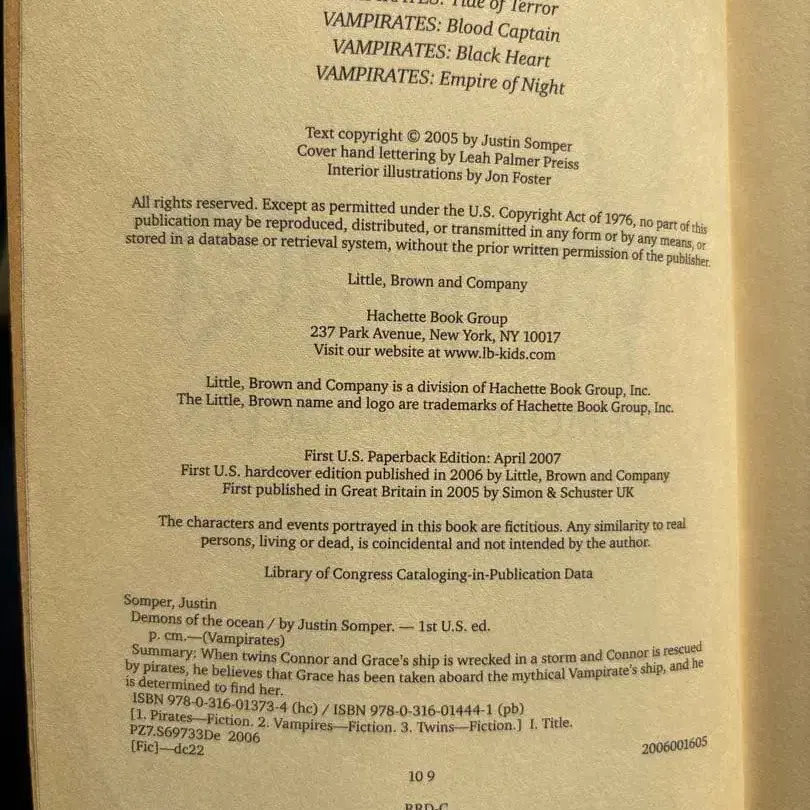 Tide of Terror
VAMPIRATES: Blood Captain
VAMPIRATES: Black Heart
VAMPIRATES: Empire of Night
Text copyright © 2005 by Justin Somper
Cover hand lettering by Leah Palmer Preiss
Interior illustrations by Jon Foster
All rights reserved. Except as permitted under the U.S. Copyright Act of 1976, no part of this
publication may be reproduced, distributed, or transmitted in any form or by any means, or
stored in a database or retrieval system, without the prior written permission of the publisher.
Little, Brown and Company
Hachette Book Group
237 Park Avenue, New York, NY 10017
Visit our website at www.lb-kids.com
Little, Brown and Company is a division of Hachette Book Group, Inc.
The Little, Brown name and logo are trademarks of Hachette Book Group, Inc.
First U.S. Paperback Edition: April 2007
First U.S. hardcover edition published in 2006 by Little, Brown and Company
First published in Great Britain in 2005 by Simon & Schuster UK
The characters and events portrayed in this book are fictitious. Any similarity to real
persons, living or dead, is coincidental and not intended by the author.
Library of Congress Cataloging-in-Publication Data
Somper, Justin
Demons of the ocean / by Justin Somper. — 1st U.S. ed.
p. cm.—(Vampirates)
Summary: When twins Connor and Grace's ship is wrecked in a storm and Connor is rescued
by pirates, he believes that Grace has been taken aboard the mythical Vampirate's ship, and he
is determined to find her.
ISBN 978-0-316-01373-4 (hc) / ISBN 978-0-316-01444-1 (pb)
[1. Pirates—Fiction. 2. Vampires—Fiction. 3. Twins—Fiction.] I. Title.
PZ7.S69733De 2006
[Fic]—dc22 2006001605
10 9